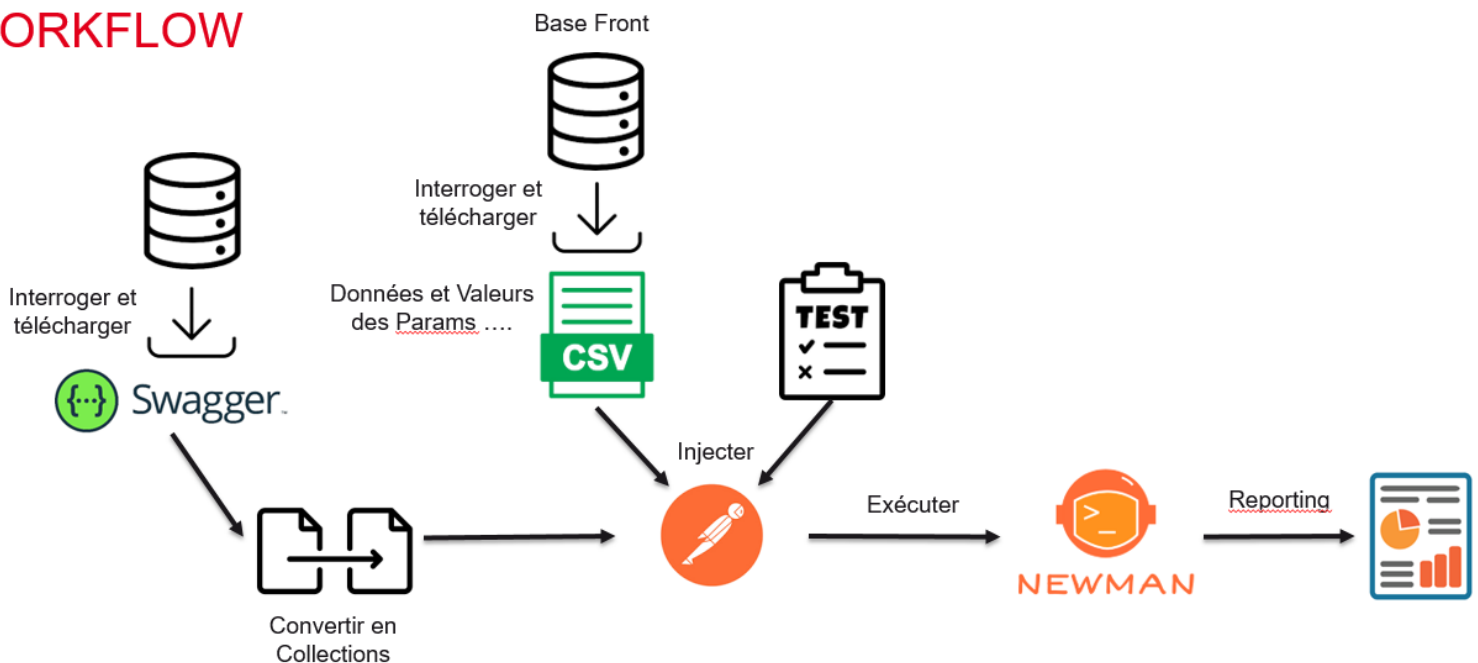 ORKFLOW
Base Front
Interroger et
télécharger
Interroger et
télécharger
Données et Valeurs
des Params ....
CSV
TEST
{...} Swagger™
Injecter
Exécuter
Reporting
>_
NEWMAN
Convertir en
Collections